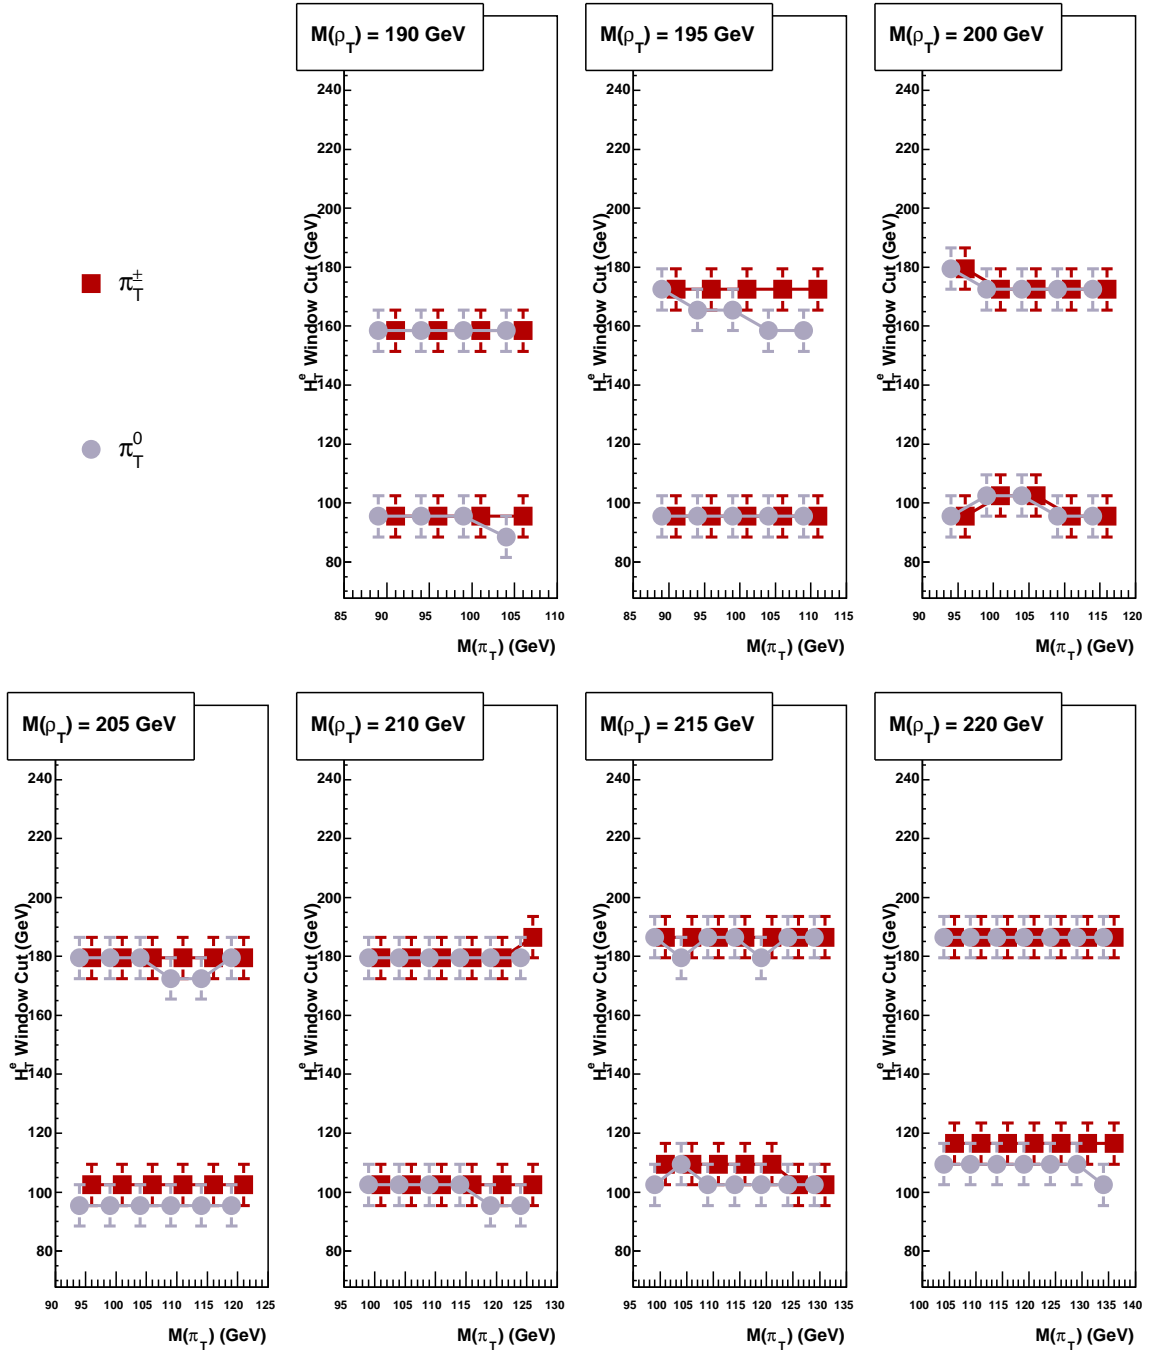 M(ρ_T) = 190 GeV
M(ρ_T) = 195 GeV
M(ρ_T) = 200 GeV
π_T^±
π_T^0
H_T^e Window Cut (GeV)
240
220
200
180
160
140
120
100
80
85 90 95 100 105 110
M(π_T) (GeV)
H_T^e Window Cut (GeV)
240
220
200
180
160
140
120
100
80
85 90 95 100 105 110 115
M(π_T) (GeV)
H_T^e Window Cut (GeV)
240
220
200
180
160
140
120
100
80
90 95 100 105 110 115 120
M(π_T) (GeV)
M(ρ_T) = 205 GeV
M(ρ_T) = 210 GeV
M(ρ_T) = 215 GeV
M(ρ_T) = 220 GeV
H_T^e Window Cut (GeV)
240
220
200
180
160
140
120
100
80
90 95 100 105 110 115 120 125
M(π_T) (GeV)
H_T^e Window Cut (GeV)
240
220
200
180
160
140
120
100
80
95 100 105 110 115 120 125 130
M(π_T) (GeV)
H_T^e Window Cut (GeV)
240
220
200
180
160
140
120
100
80
95 100 105 110 115 120 125 130 135
M(π_T) (GeV)
H_T^e Window Cut (GeV)
240
220
200
180
160
140
120
100
80
100 105 110 115 120 125 130 135 140
M(π_T) (GeV)